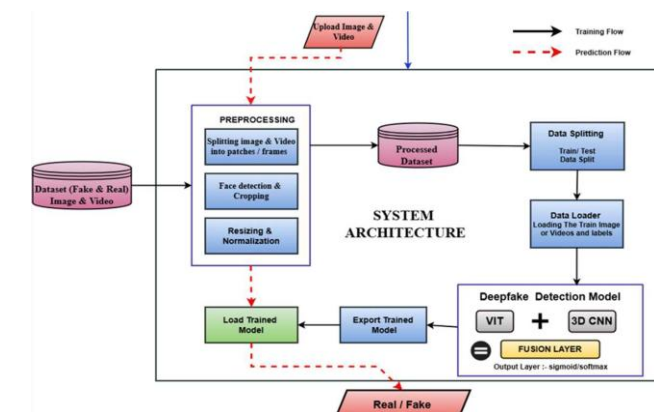 Upload Image &
Video
Training Flow
Prediction Flow
PREPROCESSING
Splitting image & Video
into patches / frames
Face detection &
Cropping
Resizing &
Normalization
Dataset (Fake & Real)
Image & Video
Processed
Dataset
Data Splitting
Train/ Test
Data Split
Data Loader
Loading The Train Image
or Videos and labels
SYSTEM
ARCHITECTURE
Deepfake Detection Model
VIT + 3D CNN
= FUSION LAYER
Output Layer :- sigmoid/softmax
Export Trained
Model
Load Trained
Model
Real / Fake